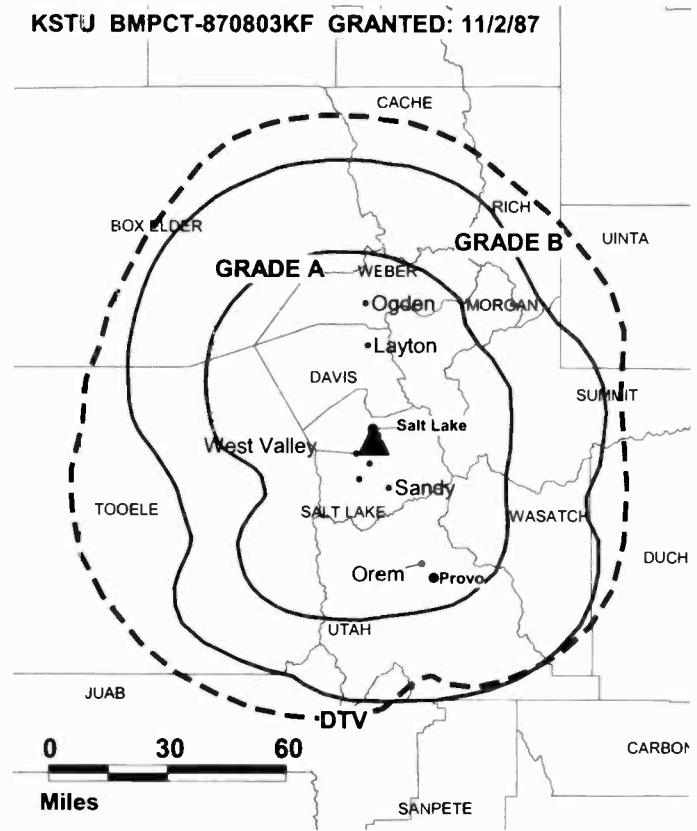 KSTU BMPCT-870803KF GRANTED: 11/2/87
CACHE
RICH
BOX ELDER
UINTA
GRADE B
GRADE A
WEBER
Ogden
MORGAN
Layton
DAVIS
SUMMIT
Salt Lake
West Valley
Sandy
TOOELE
SALT LAKE
WASATCH
DUCH
Orem
Provo
UTAH
JUAB
DTV
0 30 60
CARBON
Miles
SANPETE